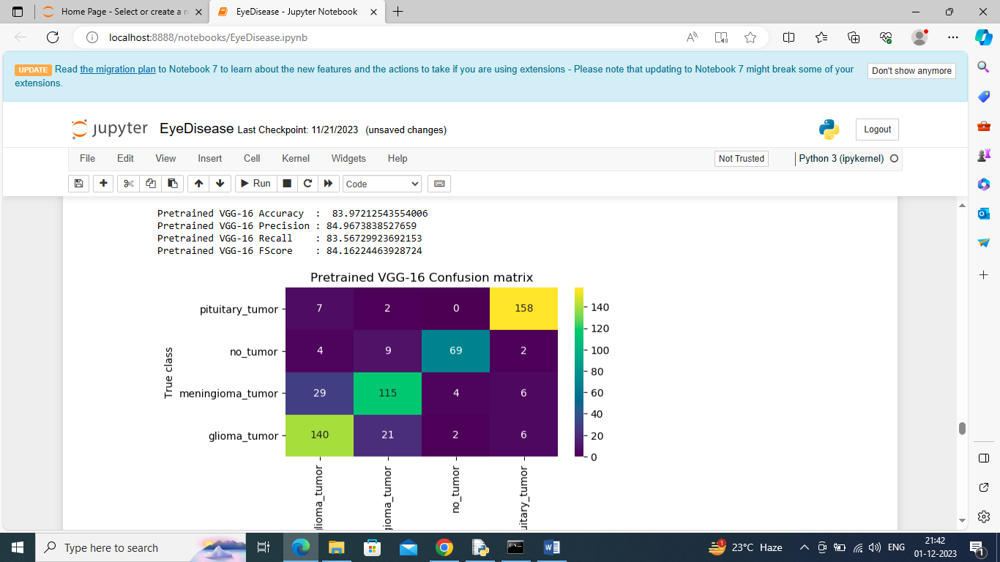 Home Page - Select or create a n
EyeDisease - Jupyter Notebook
localhost:8888/notebooks/EyeDisease.ipynb
UPDATE Read the migration plan to Notebook 7 to learn about the new features and the actions to take if you are using extensions - Please note that updating to Notebook 7 might break some of your
extensions.
Don't show anymore
jupyter EyeDisease Last Checkpoint: 11/21/2023 (unsaved changes)
Logout
File Edit View Insert Cell Kernel Widgets Help
Not Trusted
Python 3 (ipykernel)
Run
Code
Pretrained VGG-16 Accuracy : 83.97212543554006
Pretrained VGG-16 Precision : 84.9673838527659
Pretrained VGG-16 Recall : 83.56729923692153
Pretrained VGG-16 FScore : 84.16224463928724
Pretrained VGG-16 Confusion matrix
True class
pituitary_tumor 7 2 0 158
no_tumor 4 9 69 2
meningioma_tumor 29 115 4 6
glioma_tumor 140 21 2 6
140
120
100
80
60
40
20
0
lioma_tumor
gioma_tumor
no_tumor
uitary_tumor
Type here to search
1
23°C Haze
ENG
21:42
01-12-2023
1